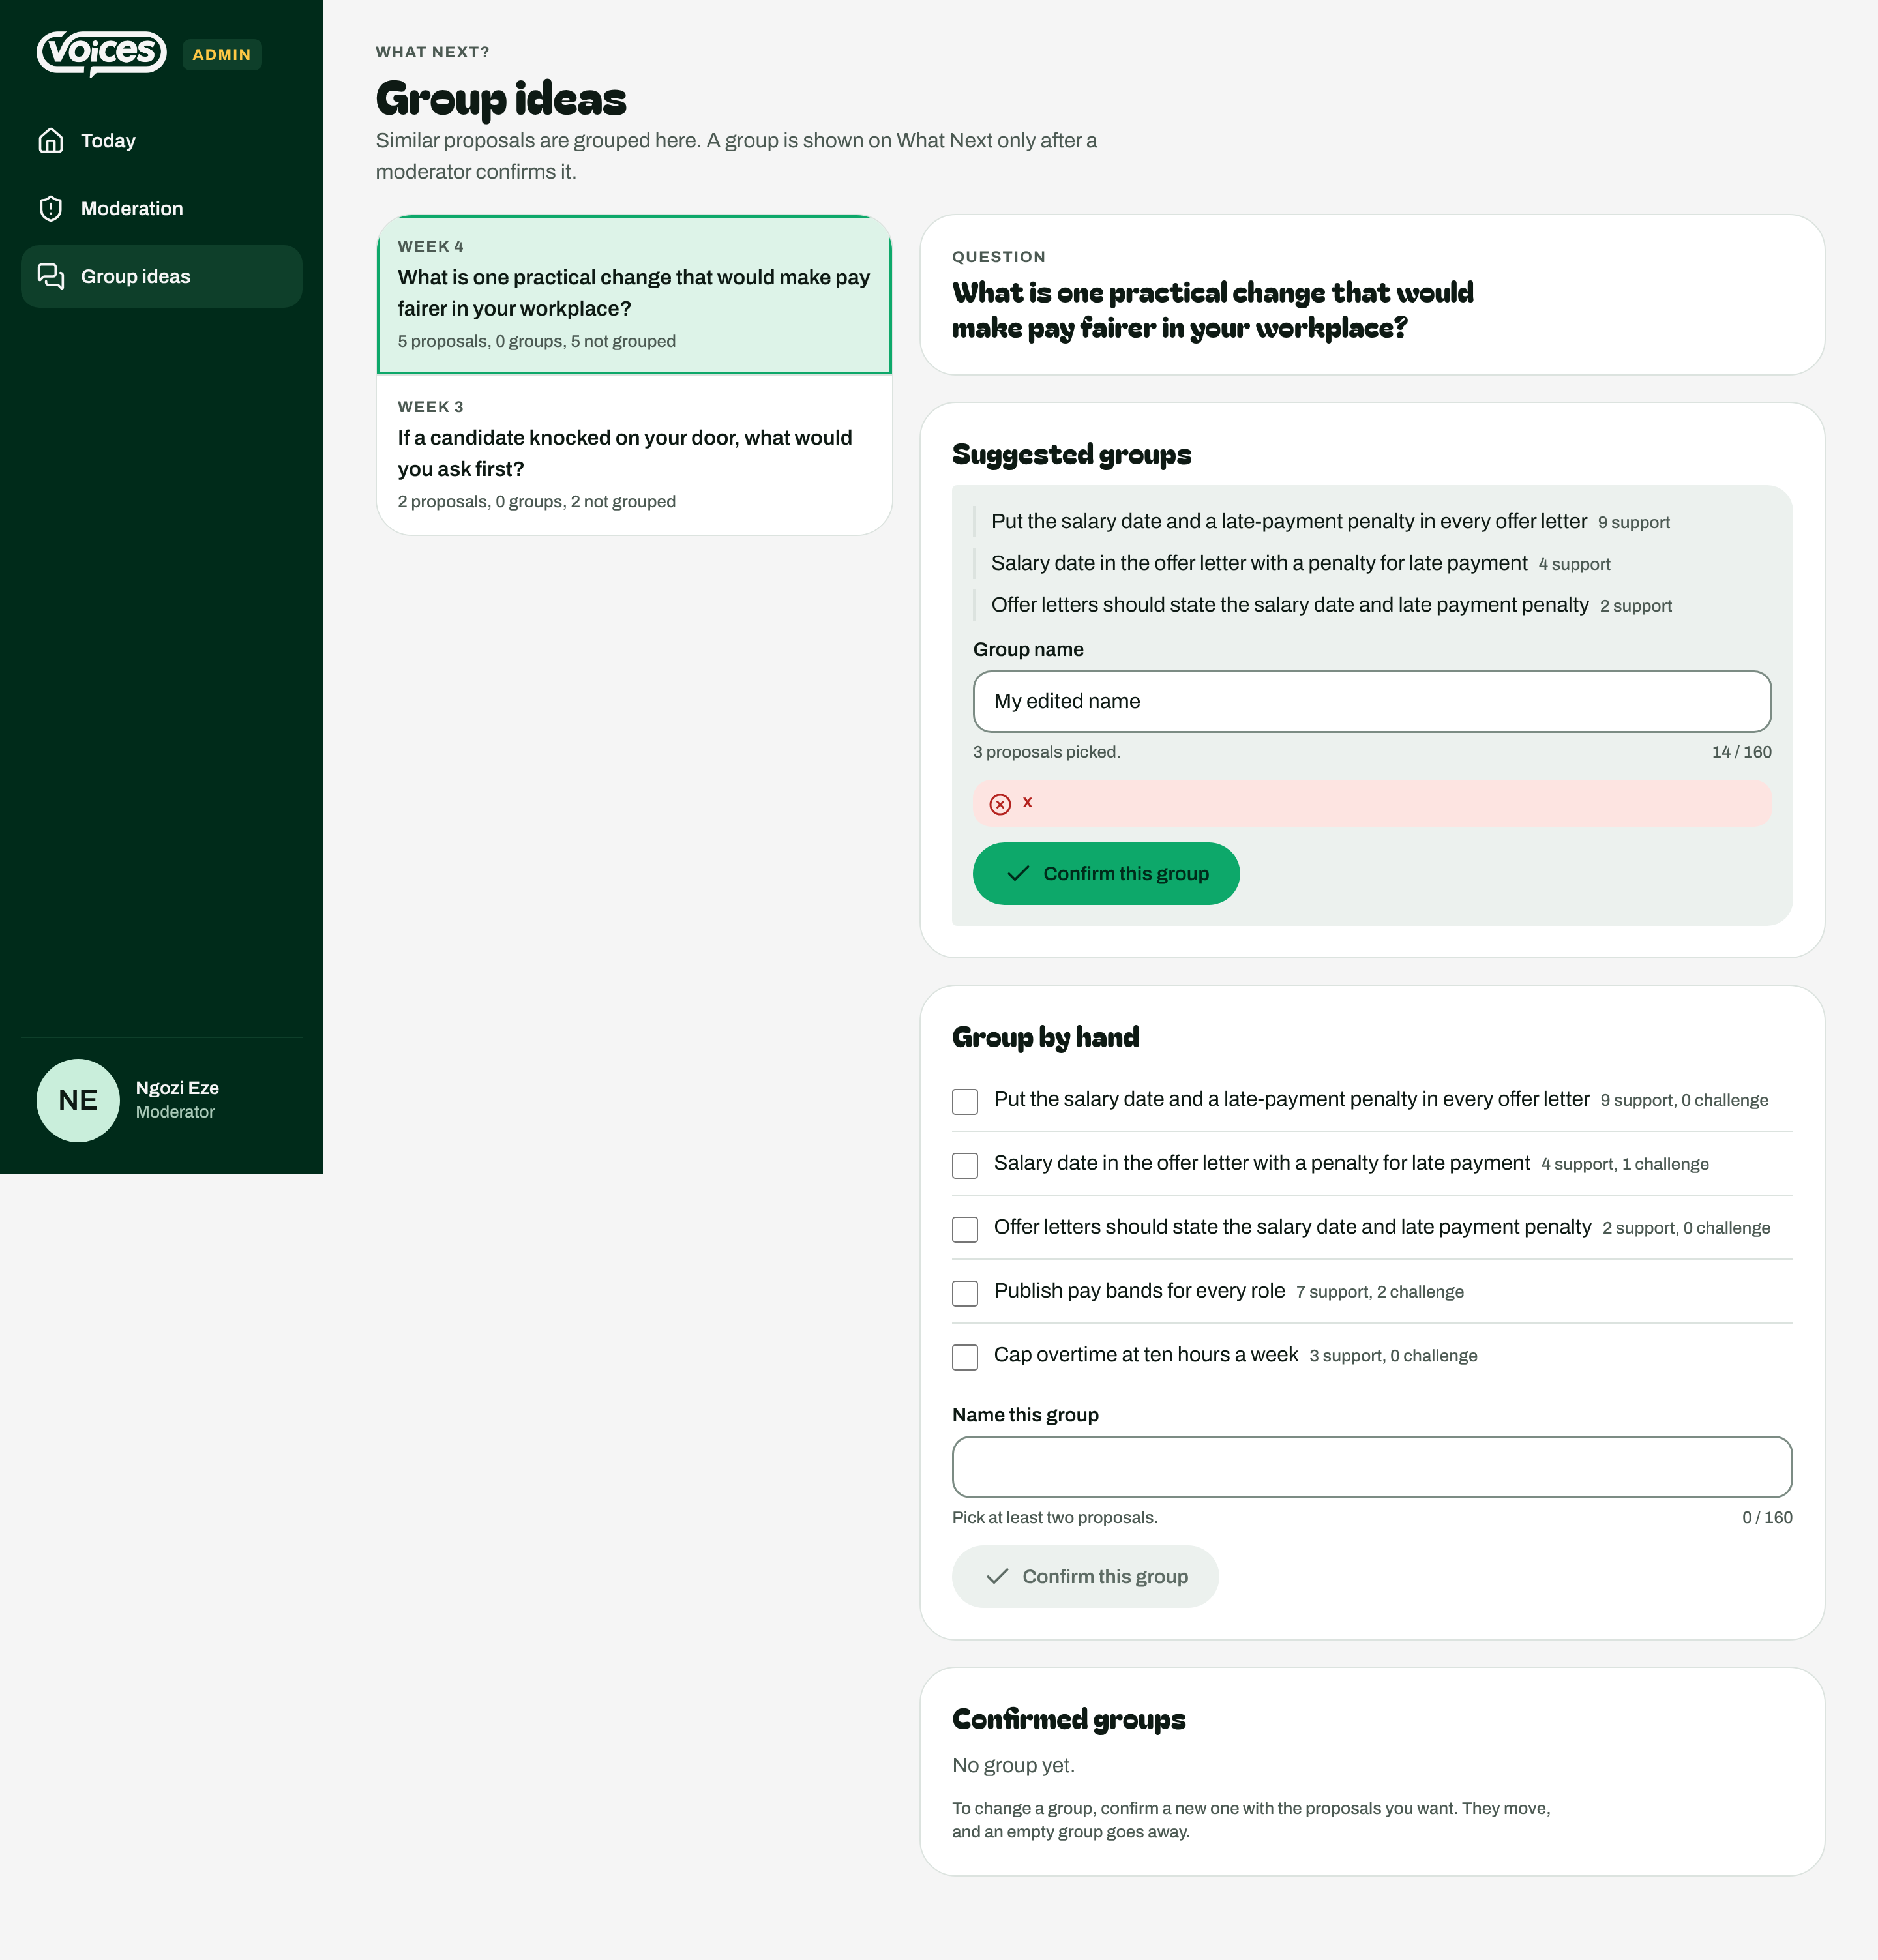 Voices
ADMIN
Today
Moderation
Group ideas
NE
Ngozi Eze
Moderator
WHAT NEXT?
Group ideas
Similar proposals are grouped here. A group is shown on What Next only after a
moderator confirms it.
WEEK 4
What is one practical change that would make pay
fairer in your workplace?
5 proposals, 0 groups, 5 not grouped
WEEK 3
If a candidate knocked on your door, what would
you ask first?
2 proposals, 0 groups, 2 not grouped
QUESTION
What is one practical change that would
make pay fairer in your workplace?
Suggested groups
Put the salary date and a late-payment penalty in every offer letter 9 support
Salary date in the offer letter with a penalty for late payment 4 support
Offer letters should state the salary date and late payment penalty 2 support
Group name
My edited name
3 proposals picked. 14 / 160
x
Confirm this group
Group by hand
Put the salary date and a late-payment penalty in every offer letter 9 support, 0 challenge
Salary date in the offer letter with a penalty for late payment 4 support, 1 challenge
Offer letters should state the salary date and late payment penalty 2 support, 0 challenge
Publish pay bands for every role 7 support, 2 challenge
Cap overtime at ten hours a week 3 support, 0 challenge
Name this group
Pick at least two proposals. 0 / 160
Confirm this group
Confirmed groups
No group yet.
To change a group, confirm a new one with the proposals you want. They move,
and an empty group goes away.